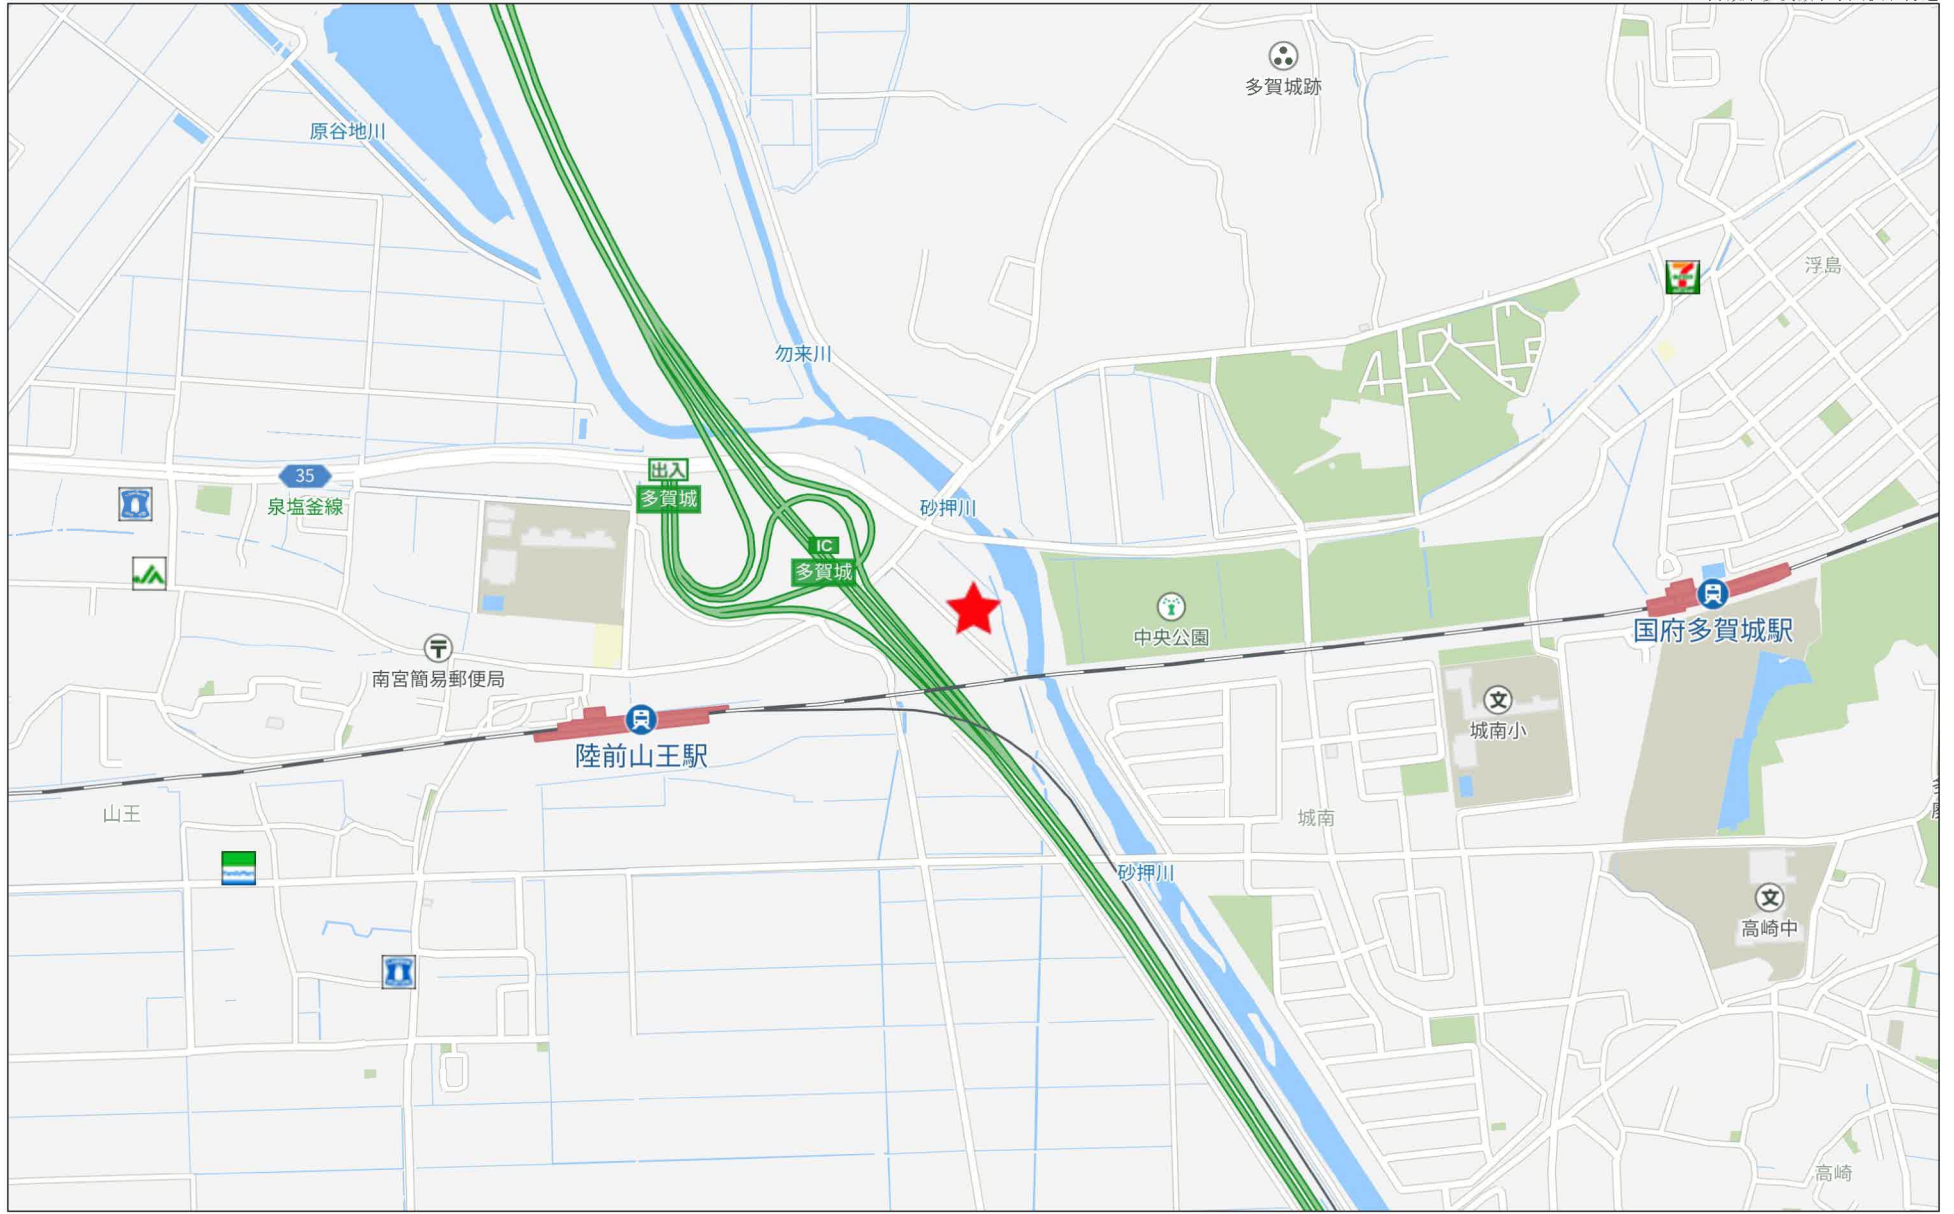 多賀城跡
原谷地川
浮島
勿来川
出入
多賀城
35
泉塩釜線
砂押川
IC
多賀城
中央公園
国府多賀城駅
南宮簡易郵便局
文
城南小
陸前山王駅
山王
城南
FamilyMart
砂押川
文
高崎中
高崎